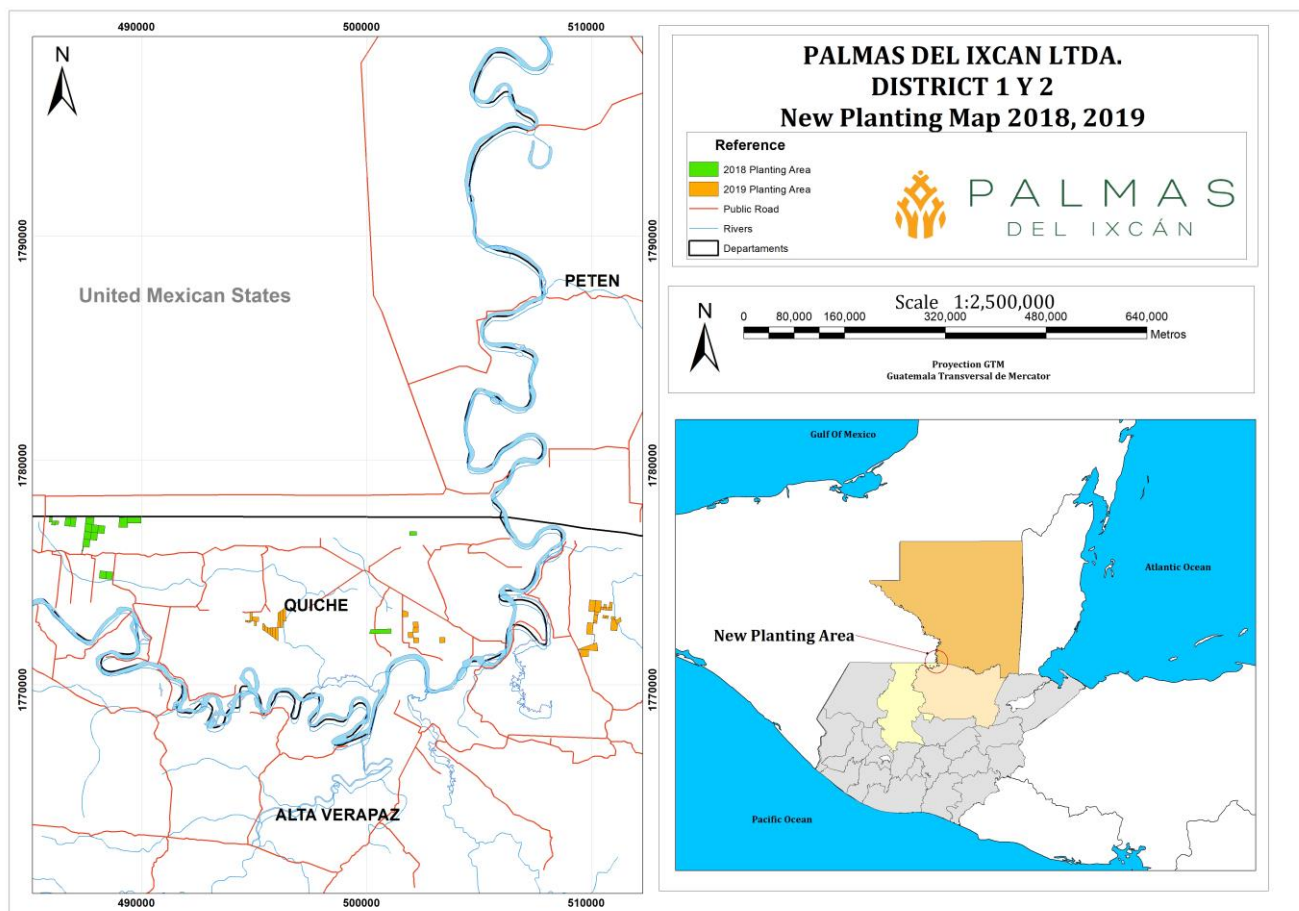 490000 500000 510000
N
1790000
1780000
1770000
United Mexican States
PETEN
QUICHE
ALTA VERAPAZ
1790000
1780000
1770000
490000 500000 510000
PALMAS DEL IXCAN LTDA.
DISTRICT 1 Y 2
New Planting Map 2018, 2019
Reference
2018 Planting Area
2019 Planting Area
Public Road
Rivers
Departaments
PALMAS
DEL IXCÁN
N
Scale 1:2,500,000
0 80,000 160,000 320,000 480,000 640,000
Metros
Proyection GTM
Guatemala Transversal de Mercator
Gulf Of Mexico
Atlantic Ocean
New Planting Area
Pacific Ocean